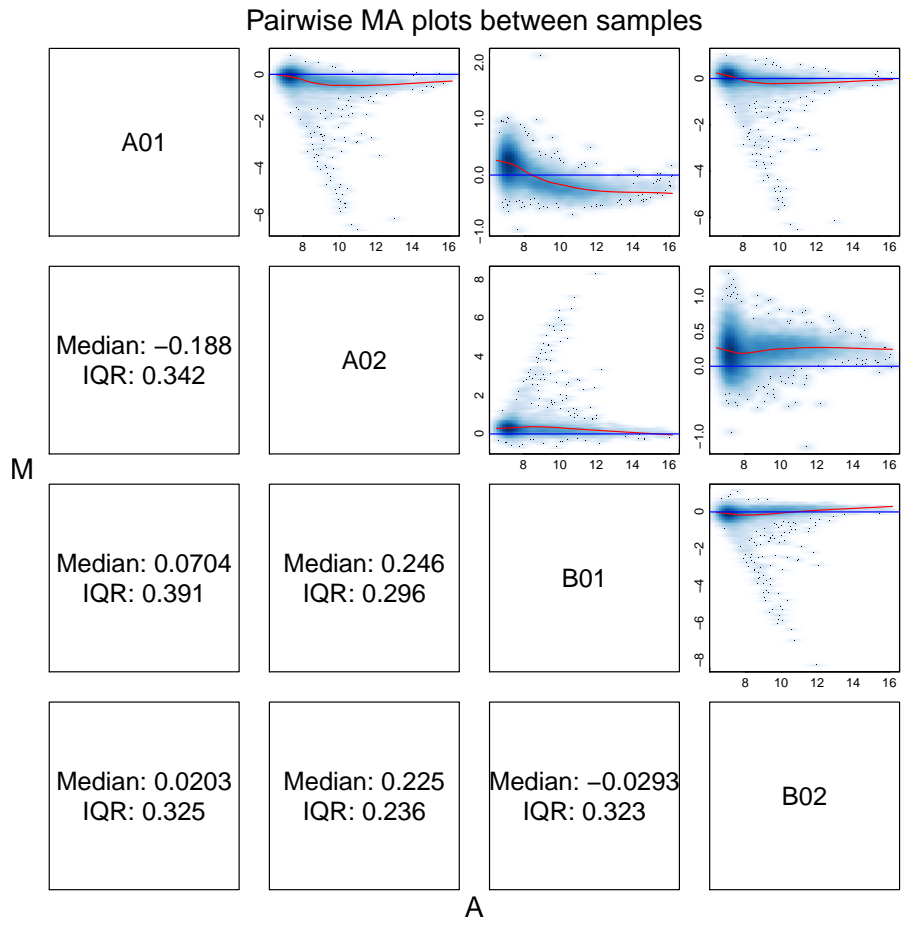 Pairwise MA plots between samples
A01
0
−2
−4
−6
8 10 12 14 16
2.0
1.0
0.0
−1.0
8 10 12 14 16
0
−2
−4
−6
8 10 12 14 16
Median: −0.188
IQR: 0.342
A02
8
6
4
2
0
8 10 12 14 16
1.0
0.5
0.0
−1.0
8 10 12 14 16
M
Median: 0.0704
IQR: 0.391
Median: 0.246
IQR: 0.296
B01
0
−2
−4
−6
−8
8 10 12 14 16
Median: 0.0203
IQR: 0.325
Median: 0.225
IQR: 0.236
Median: −0.0293
IQR: 0.323
B02
A